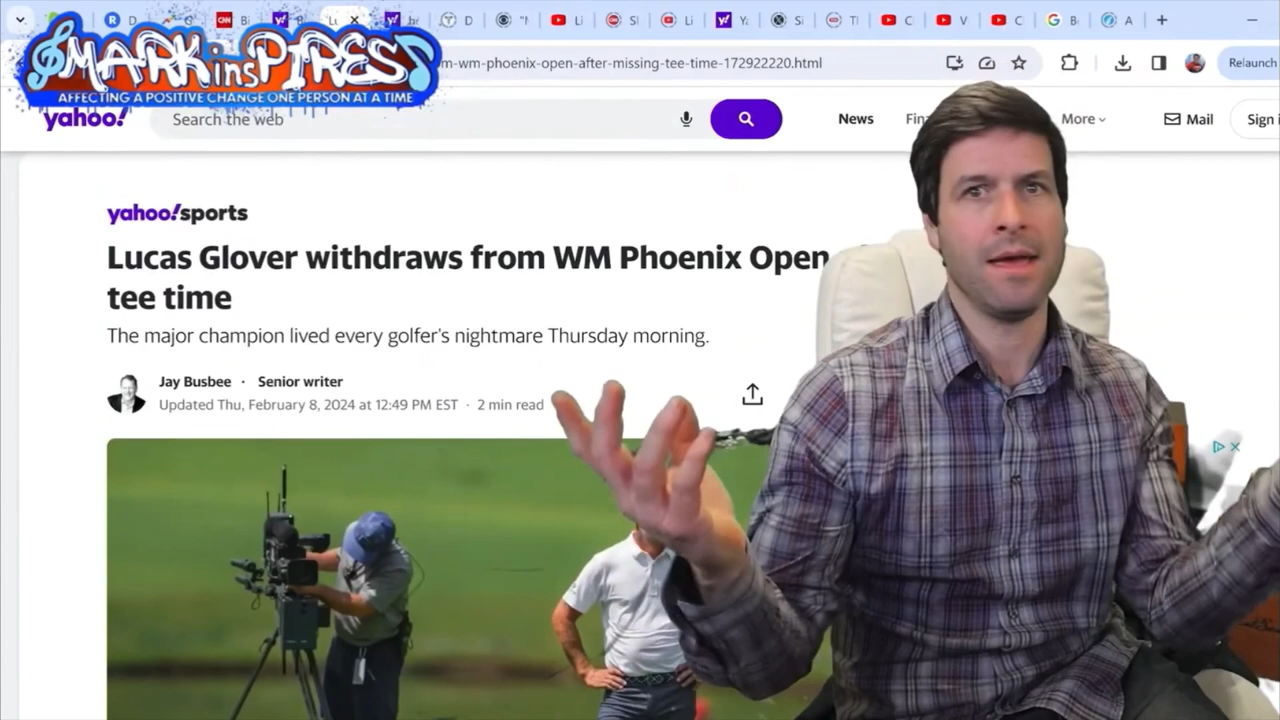 MARKinsPIRES
AFFECTING A POSITIVE CHANGE ONE PERSON AT A TIME
m-wm-phoenix-open-after-missing-tee-time-172922220.html
Relaunch
yahoo!
Search the web
News
Fin
More
Mail
Sign i
yahoo!sports
Lucas Glover withdraws from WM Phoenix Open
tee time
The major champion lived every golfer's nightmare Thursday morning.
Jay Busbee · Senior writer
Updated Thu, February 8, 2024 at 12:49 PM EST · 2 min read